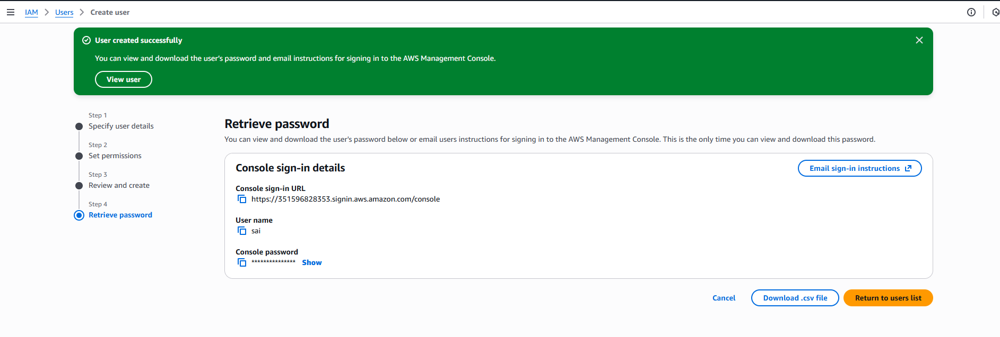 IAM > Users > Create user
User created successfully
You can view and download the user's password and email instructions for signing in to the AWS Management Console.
View user
Step 1
Specify user details
Step 2
Set permissions
Step 3
Review and create
Step 4
Retrieve password
Retrieve password
You can view and download the user's password below or email users instructions for signing in to the AWS Management Console. This is the only time you can view and download this password.
Console sign-in details
Email sign-in instructions
Console sign-in URL
https://351596828353.signin.aws.amazon.com/console
User name
sai
Console password
*************** Show
Cancel
Download .csv file
Return to users list